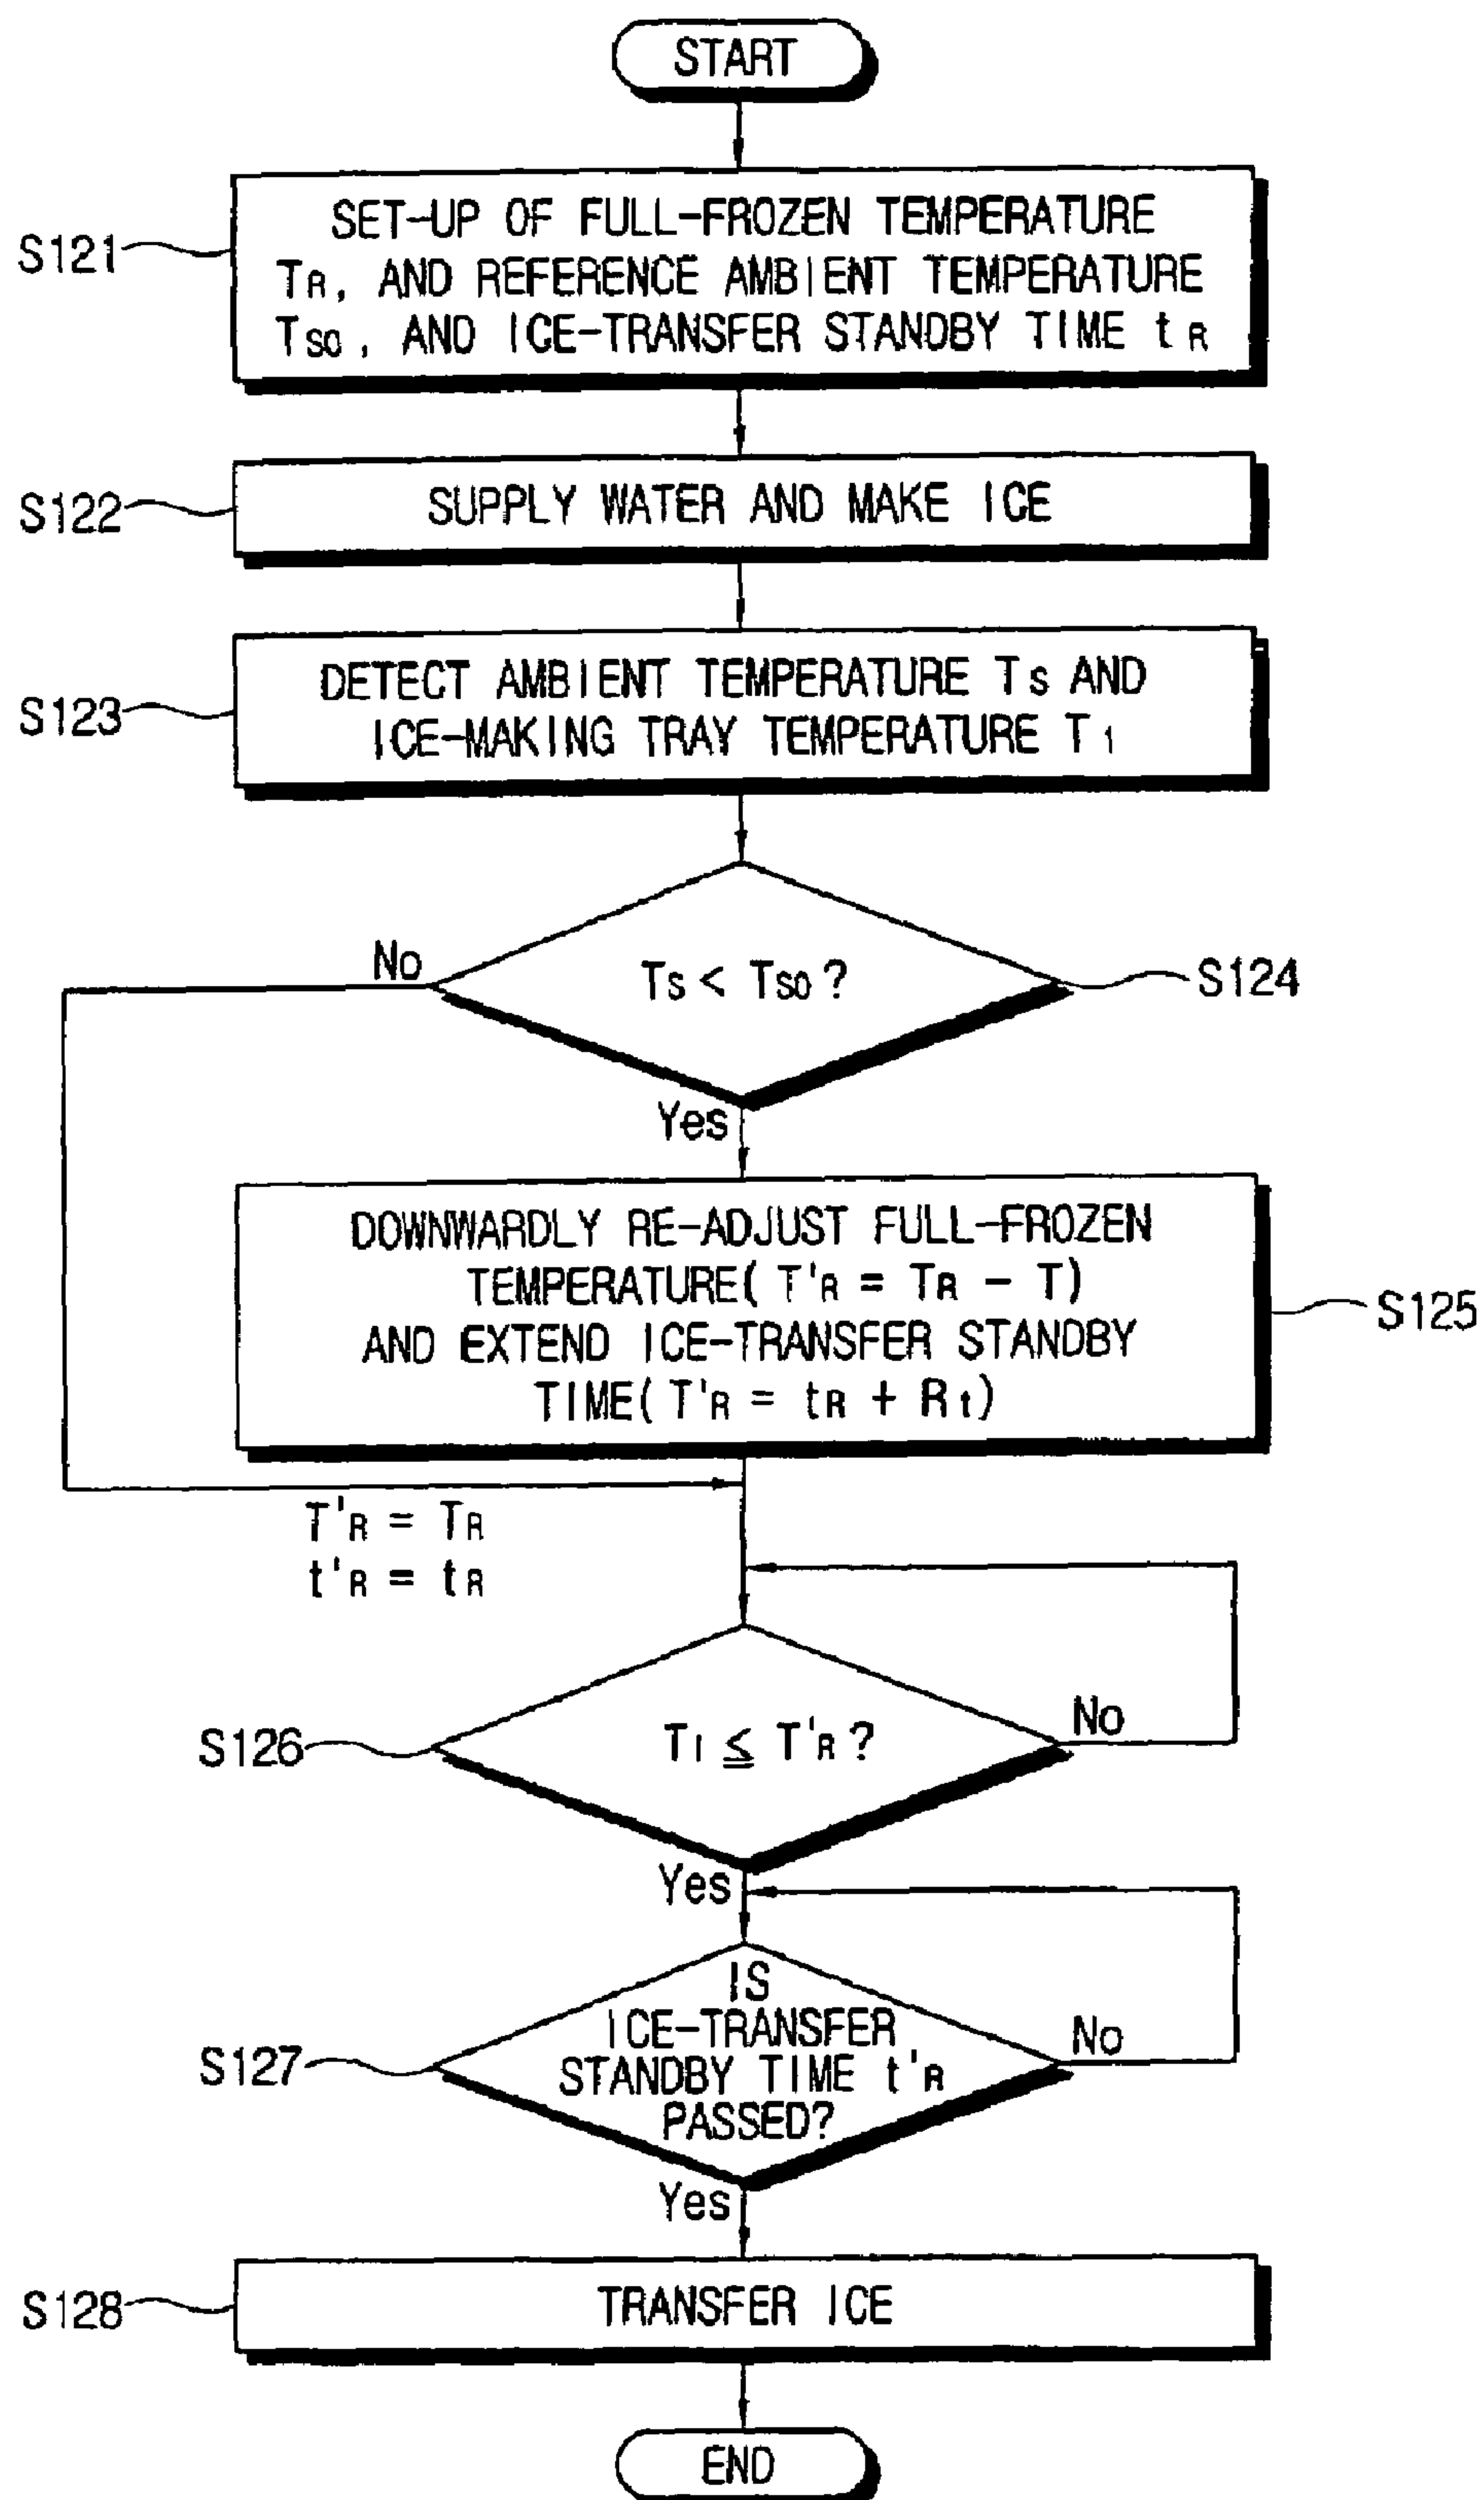 START
S121
SET-UP OF FULL-FROZEN TEMPERATURE
TR, AND REFERENCE AMBIENT TEMPERATURE
TS0, AND ICE-TRANSFER STANDBY TIME tR
S122
SUPPLY WATER AND MAKE ICE
S123
DETECT AMBIENT TEMPERATURE TS AND
ICE-MAKING TRAY TEMPERATURE T1
No
TS < TS0?
S124
Yes
DOWNWARDLY RE-ADJUST FULL-FROZEN
TEMPERATURE(T'R = TR - T)
AND EXTEND ICE-TRANSFER STANDBY
TIME(T'R = tR + Rt)
S125
T'R = TR
t'R = tR
S126
TI ≦ T'R?
No
Yes
S127
IS
ICE-TRANSFER
STANDBY TIME t'R
PASSED?
No
Yes
S128
TRANSFER ICE
END